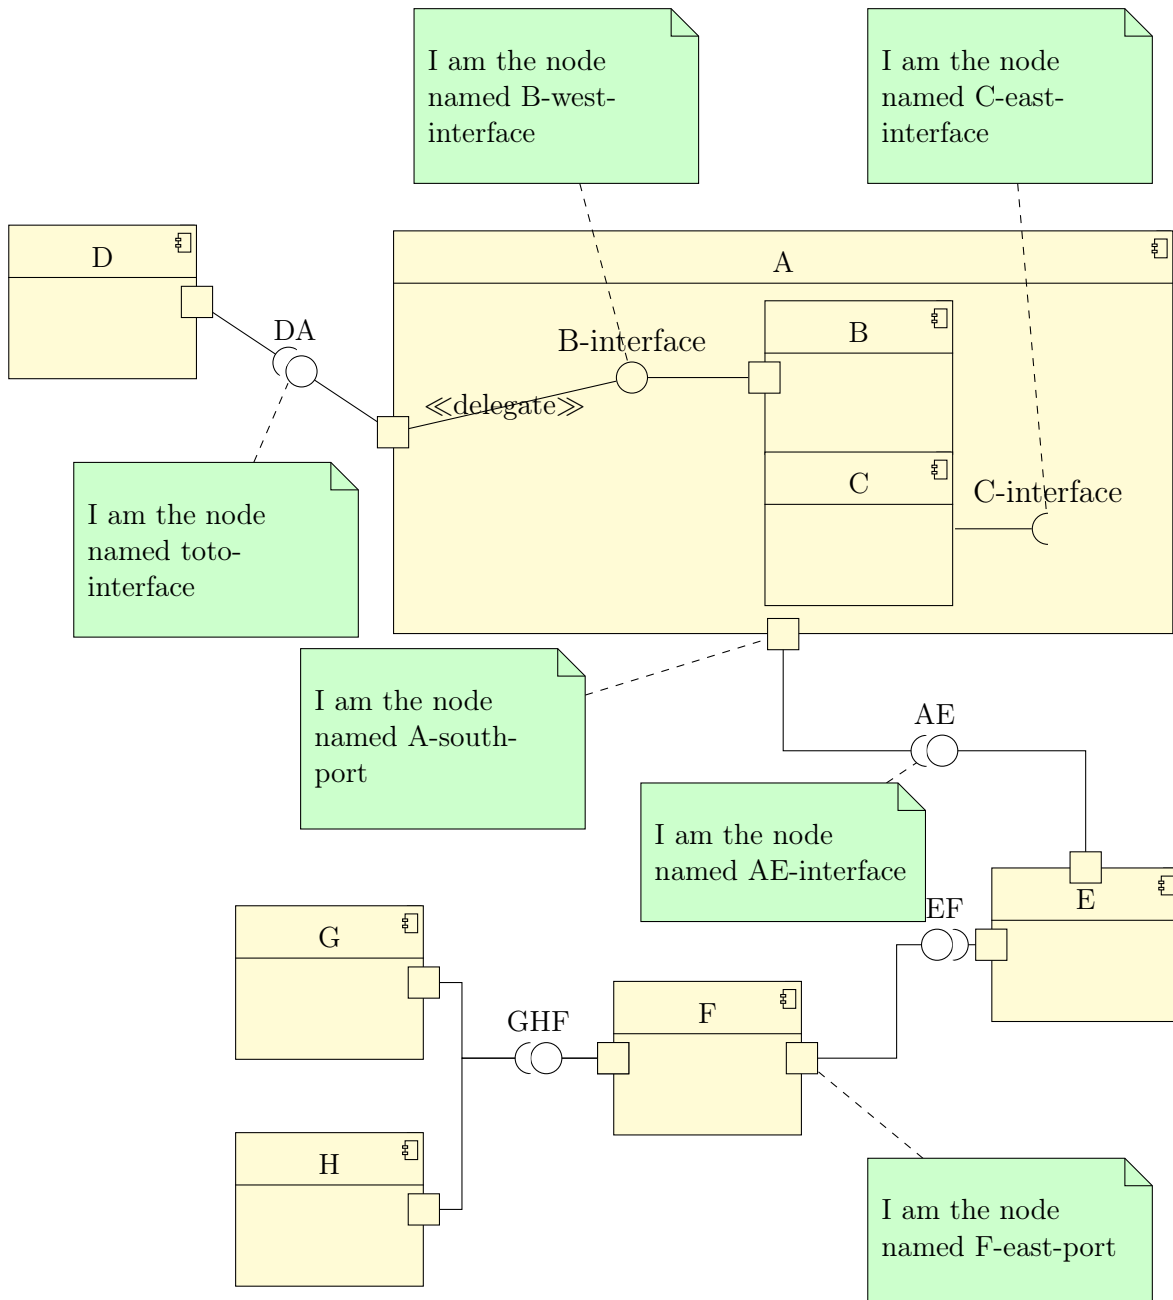 I am the node
named B-west-
interface
I am the node
named C-east-
interface
D
A
DA
B-interface
B
≪delegate≫
C
C-interface
I am the node
named toto-
interface
I am the node
named A-south-
port
AE
I am the node
named AE-interface
E
EF
G
F
GHF
H
I am the node
named F-east-port